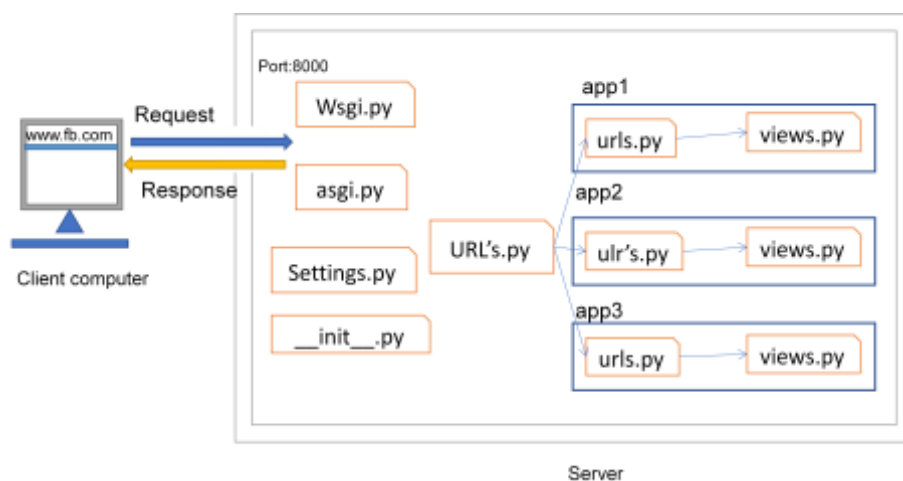 Port:8000
Wsgi.py
app1
Request
www.fb.com
urls.py
views.py
Response
asgi.py
app2
URL's.py
ulr's.py
views.py
Settings.py
Client computer
app3
__init__.py
urls.py
views.py
Server